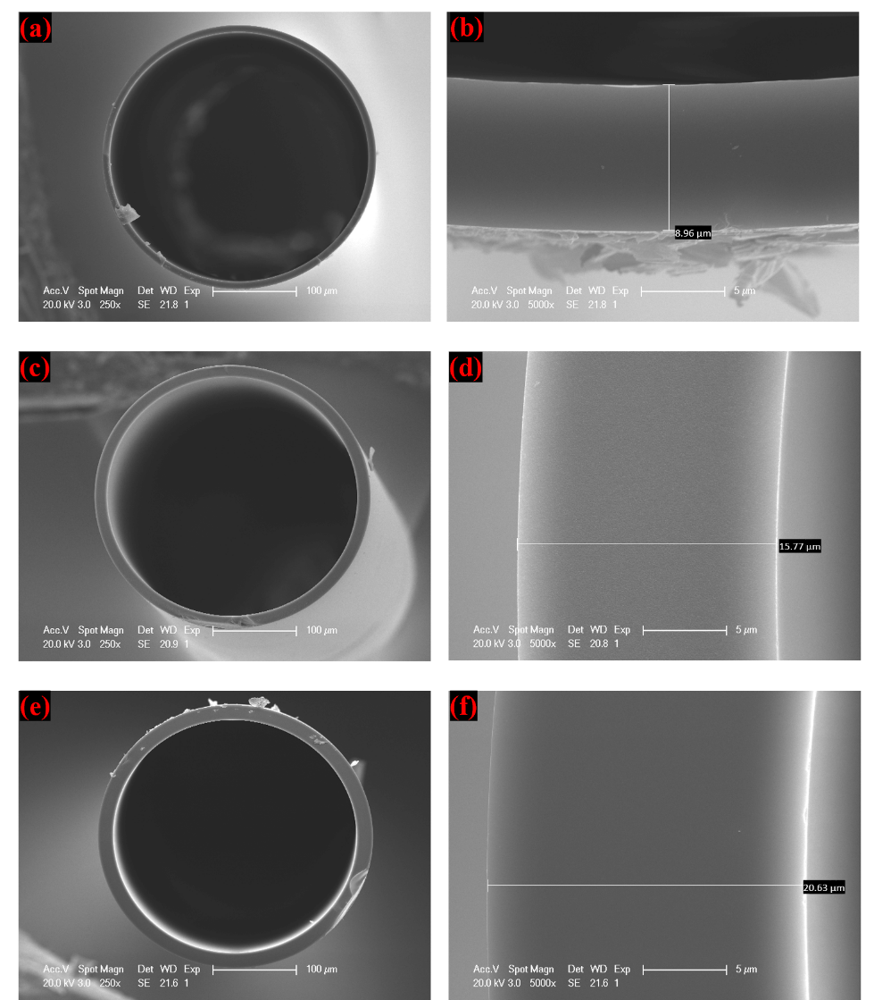 (a)
Acc.V Spot Magn Det WD Exp 100 µm
20.0 kV 3.0 250x SE 21.8 1
(b)
8.96 µm
Acc.V Spot Magn Det WD Exp 5 µm
20.0 kV 3.0 5000x SE 21.8 1
(c)
Acc.V Spot Magn Det WD Exp 100 µm
20.0 kV 3.0 250x SE 20.9 1
(d)
15.77 µm
Acc.V Spot Magn Det WD Exp 5 µm
20.0 kV 3.0 5000x SE 20.8 1
(e)
Acc.V Spot Magn Det WD Exp 100 µm
20.0 kV 3.0 250x SE 21.6 1
(f)
20.63 µm
Acc.V Spot Magn Det WD Exp 5 µm
20.0 kV 3.0 5000x SE 21.6 1